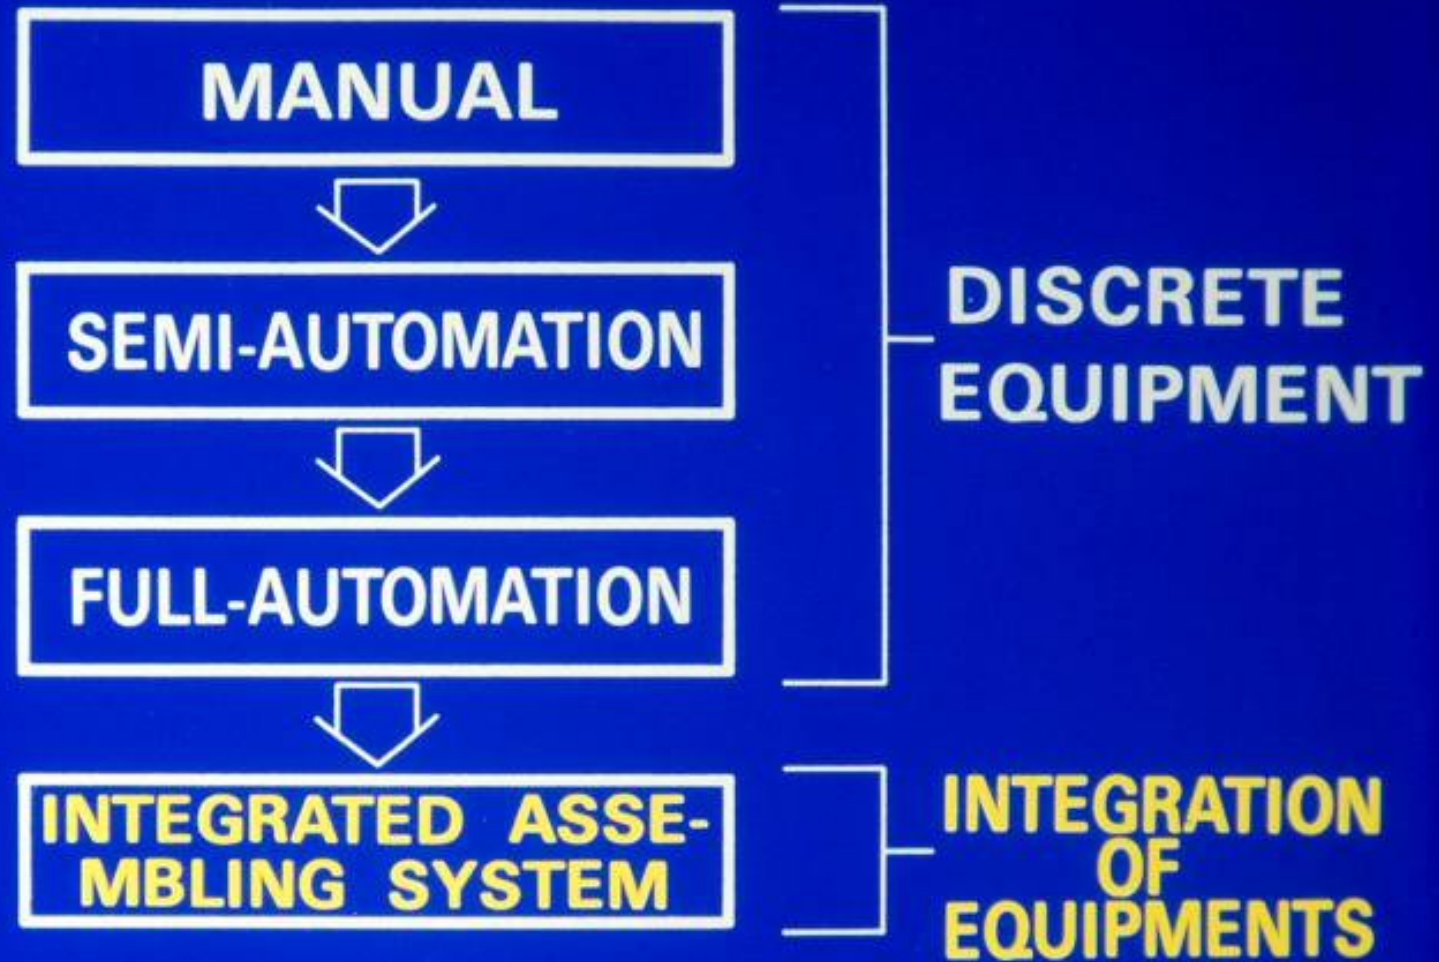 MANUAL
SEMI-AUTOMATION
FULL-AUTOMATION
INTEGRATED ASSE-
MBLING SYSTEM
DISCRETE
EQUIPMENT
INTEGRATION
OF
EQUIPMENTS